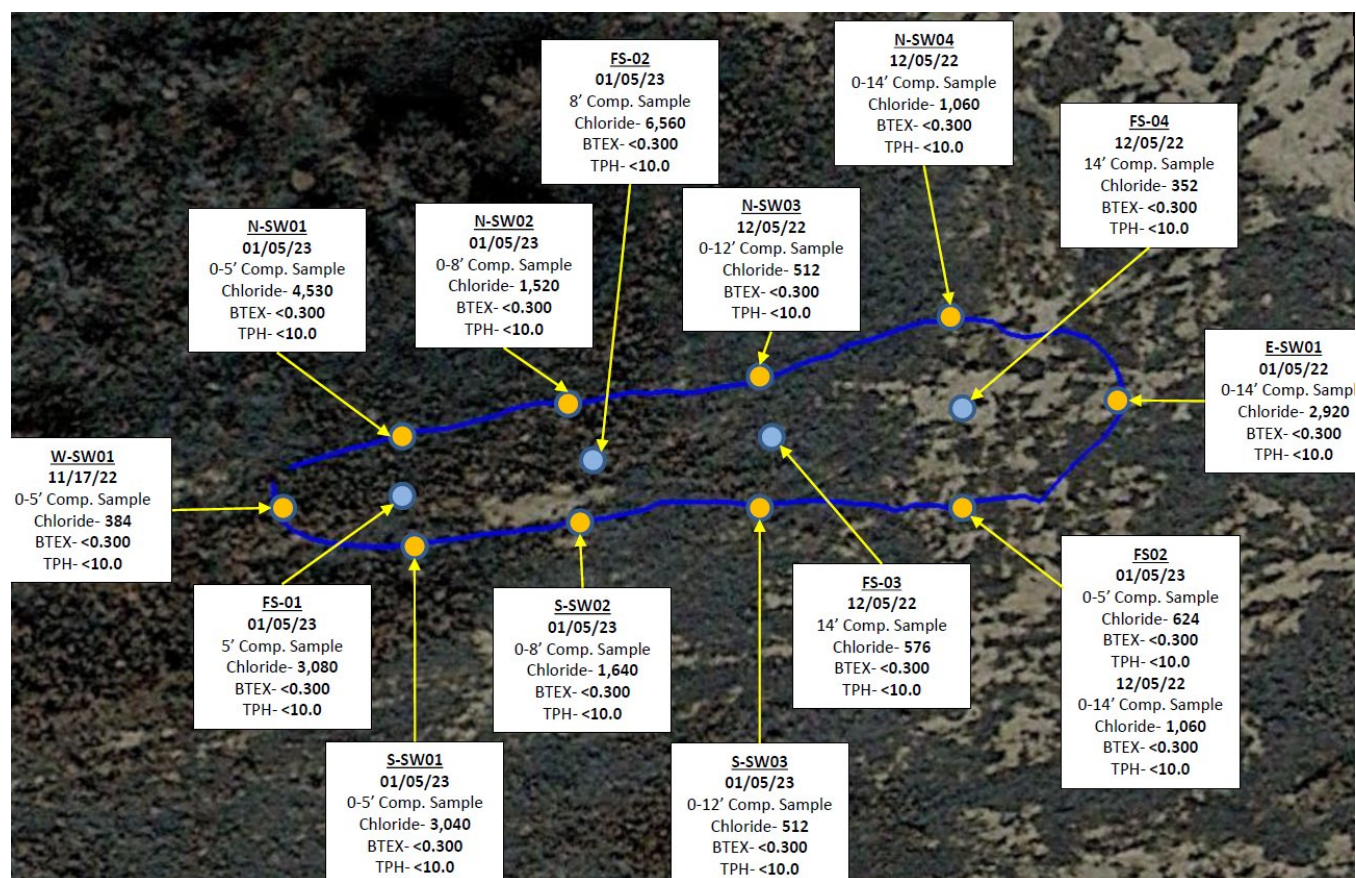 FS-02
01/05/23
8' Comp. Sample
Chloride- 6,560
BTEX- <0.300
TPH- <10.0
N-SW04
12/05/22
0-14' Comp. Sample
Chloride- 1,060
BTEX- <0.300
TPH- <10.0
FS-04
12/05/22
14' Comp. Sample
Chloride- 352
BTEX- <0.300
TPH- <10.0
N-SW01
01/05/23
0-5' Comp. Sample
Chloride- 4,530
BTEX- <0.300
TPH- <10.0
N-SW02
01/05/23
0-8' Comp. Sample
Chloride- 1,520
BTEX- <0.300
TPH- <10.0
N-SW03
12/05/22
0-12' Comp. Sample
Chloride- 512
BTEX- <0.300
TPH- <10.0
E-SW01
01/05/22
0-14' Comp. Sample
Chloride- 2,920
BTEX- <0.300
TPH- <10.0
W-SW01
11/17/22
0-5' Comp. Sample
Chloride- 384
BTEX- <0.300
TPH- <10.0
FS-01
01/05/23
5' Comp. Sample
Chloride- 3,080
BTEX- <0.300
TPH- <10.0
S-SW02
01/05/23
0-8' Comp. Sample
Chloride- 1,640
BTEX- <0.300
TPH- <10.0
FS-03
12/05/22
14' Comp. Sample
Chloride- 576
BTEX- <0.300
TPH- <10.0
FS02
01/05/23
0-5' Comp. Sample
Chloride- 624
BTEX- <0.300
TPH- <10.0
12/05/22
0-14' Comp. Sample
Chloride- 1,060
BTEX- <0.300
TPH- <10.0
S-SW01
01/05/23
0-5' Comp. Sample
Chloride- 3,040
BTEX- <0.300
TPH- <10.0
S-SW03
01/05/23
0-12' Comp. Sample
Chloride- 512
BTEX- <0.300
TPH- <10.0